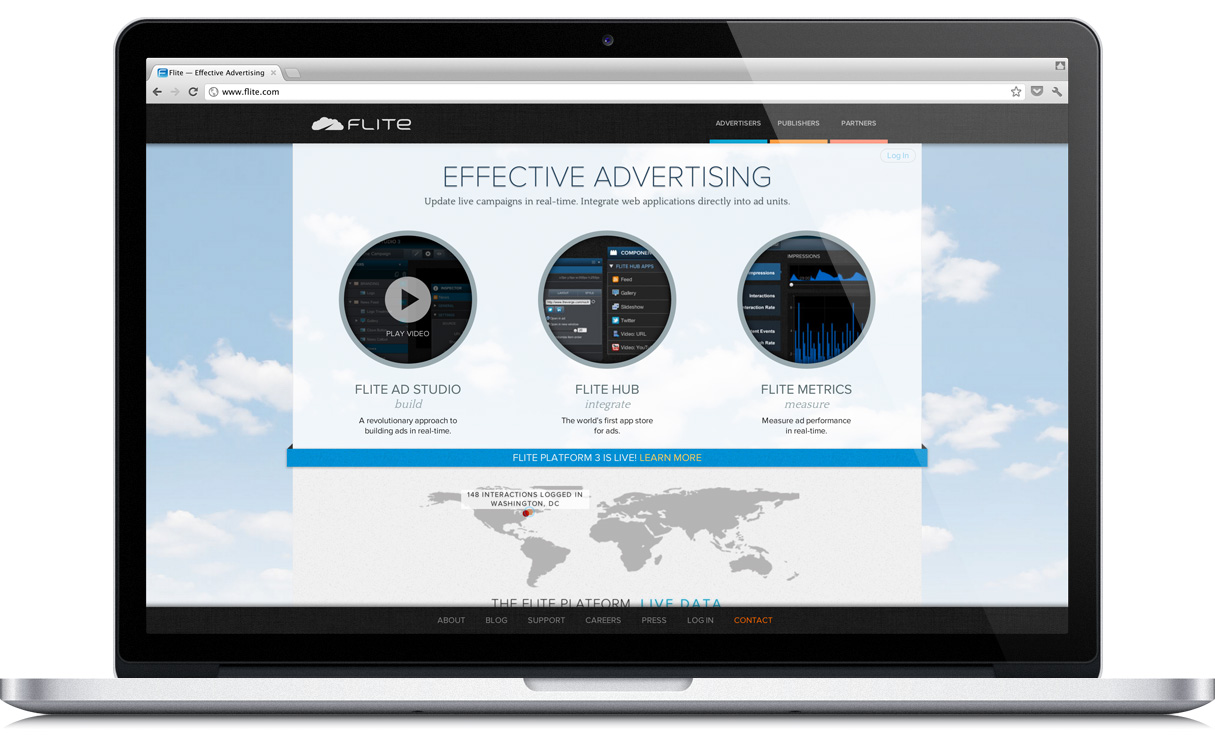 Flite — Effective Advertising
www.flite.com
FLITE
ADVERTISERS PUBLISHERS PARTNERS
Log In
EFFECTIVE ADVERTISING
Update live campaigns in real-time. Integrate web applications directly into ad units.
PLAY VIDEO
COMPONEN
FLITE HUB APPS
Feed
Gallery
Slideshow
Twitter
Video: URL
Video: YouT
IMPRESSIONS
Impressions
Interactions
teraction Rate
ent Events
n Rate
FLITE AD STUDIO
build
A revolutionary approach to
building ads in real-time.
FLITE HUB
integrate
The world's first app store
for ads.
FLITE METRICS
measure
Measure ad performance
in real-time.
FLITE PLATFORM 3 IS LIVE! LEARN MORE
148 INTERACTIONS LOGGED IN
WASHINGTON, DC
THE FLITE PLATFORM LIVE DATA
ABOUT BLOG SUPPORT CAREERS PRESS LOG IN CONTACT